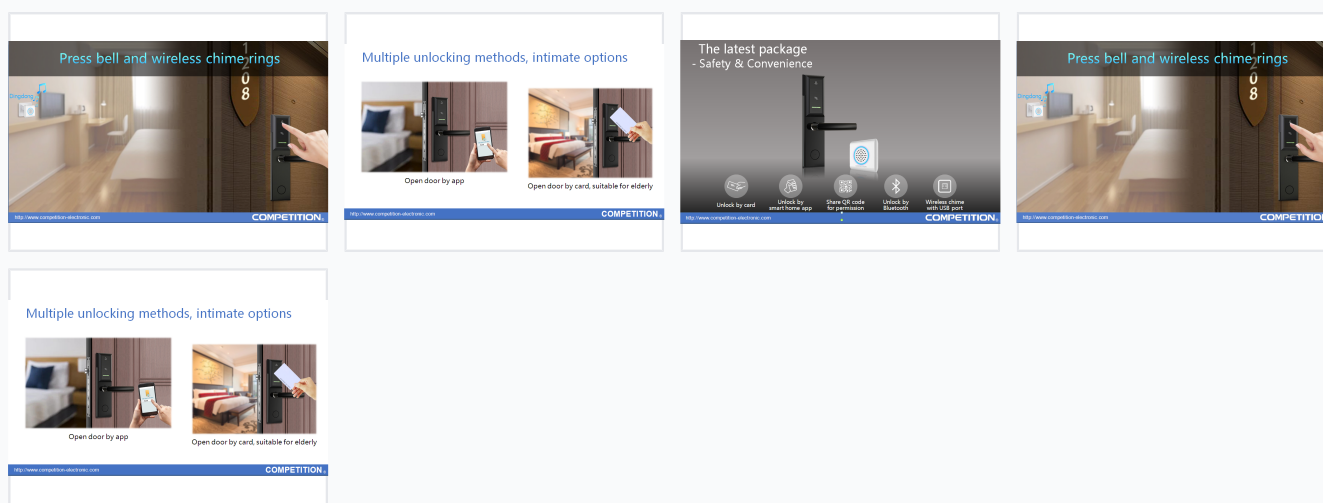 Press bell and wireless chime rings
1
2
0
8
Dingdong
http://www.competition-electronic.com
COMPETITION®
Multiple unlocking methods, intimate options
Open door by app
Open door by card, suitable for elderly
http://www.competition-electronic.com
COMPETITION®
The latest package
- Safety & Convenience
Unlock by card
Unlock by
smart home app
Share QR code
for permission
Unlock by
Bluetooth
Wireless chime
with USB port
http://www.competition-electronic.com
COMPETITION®
Press bell and wireless chime rings
1
2
0
8
Dingdong
http://www.competition-electronic.com
COMPETITION
Multiple unlocking methods, intimate options
Open door by app
Open door by card, suitable for elderly
http://www.competition-electronic.com
COMPETITION®